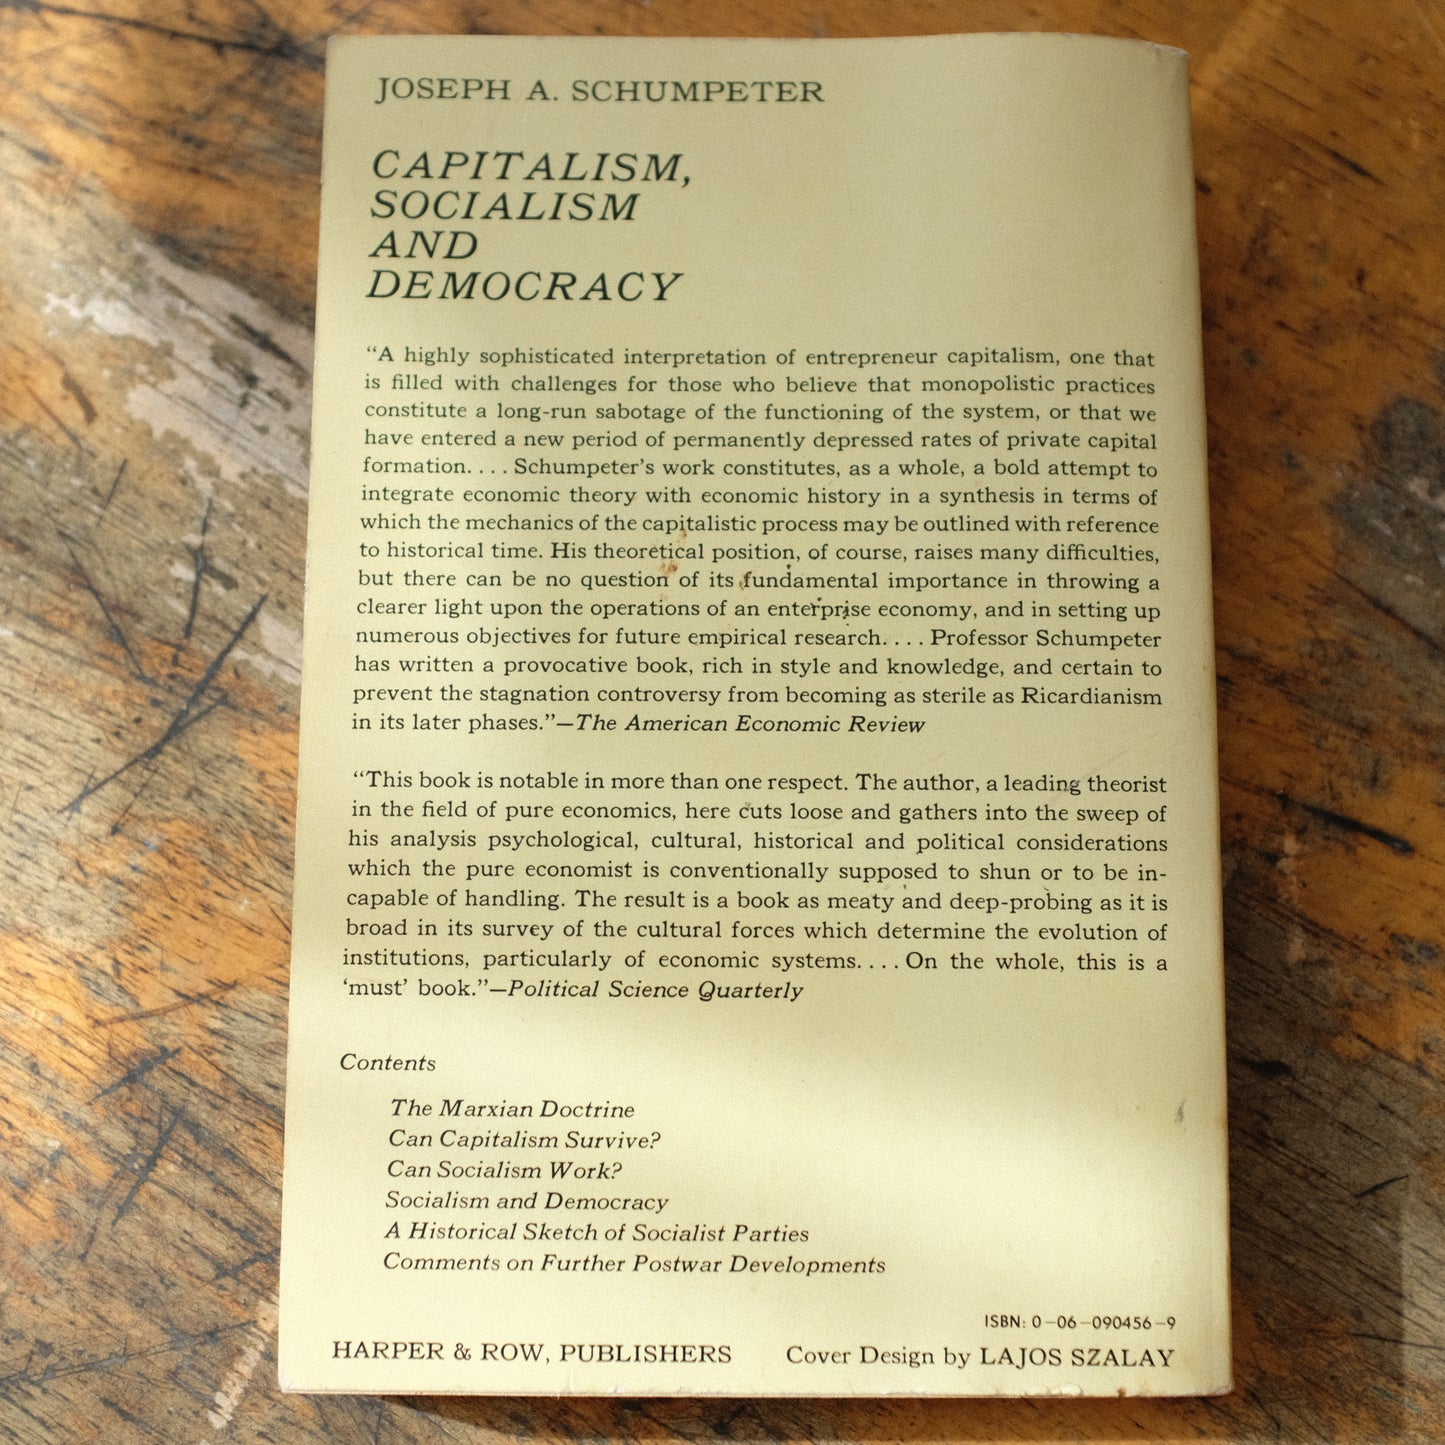 JOSEPH A. SCHUMPETER
CAPITALISM,
SOCIALISM
AND
DEMOCRACY
“A highly sophisticated interpretation of entrepreneur capitalism, one that
is filled with challenges for those who believe that monopolistic practices
constitute a long-run sabotage of the functioning of the system, or that we
have entered a new period of permanently depressed rates of private capital
formation. . . . Schumpeter’s work constitutes, as a whole, a bold attempt to
integrate economic theory with economic history in a synthesis in terms of
which the mechanics of the capitalistic process may be outlined with reference
to historical time. His theoretical position, of course, raises many difficulties,
but there can be no question of its fundamental importance in throwing a
clearer light upon the operations of an enterprise economy, and in setting up
numerous objectives for future empirical research. . . . Professor Schumpeter
has written a provocative book, rich in style and knowledge, and certain to
prevent the stagnation controversy from becoming as sterile as Ricardianism
in its later phases.”—The American Economic Review
“This book is notable in more than one respect. The author, a leading theorist
in the field of pure economics, here cuts loose and gathers into the sweep of
his analysis psychological, cultural, historical and political considerations
which the pure economist is conventionally supposed to shun or to be in-
capable of handling. The result is a book as meaty and deep-probing as it is
broad in its survey of the cultural forces which determine the evolution of
institutions, particularly of economic systems. . . . On the whole, this is a
‘must’ book.”—Political Science Quarterly
Contents
The Marxian Doctrine
Can Capitalism Survive?
Can Socialism Work?
Socialism and Democracy
A Historical Sketch of Socialist Parties
Comments on Further Postwar Developments
ISBN: 0-06-090456-9
HARPER & ROW, PUBLISHERS Cover Design by LAJOS SZALAY